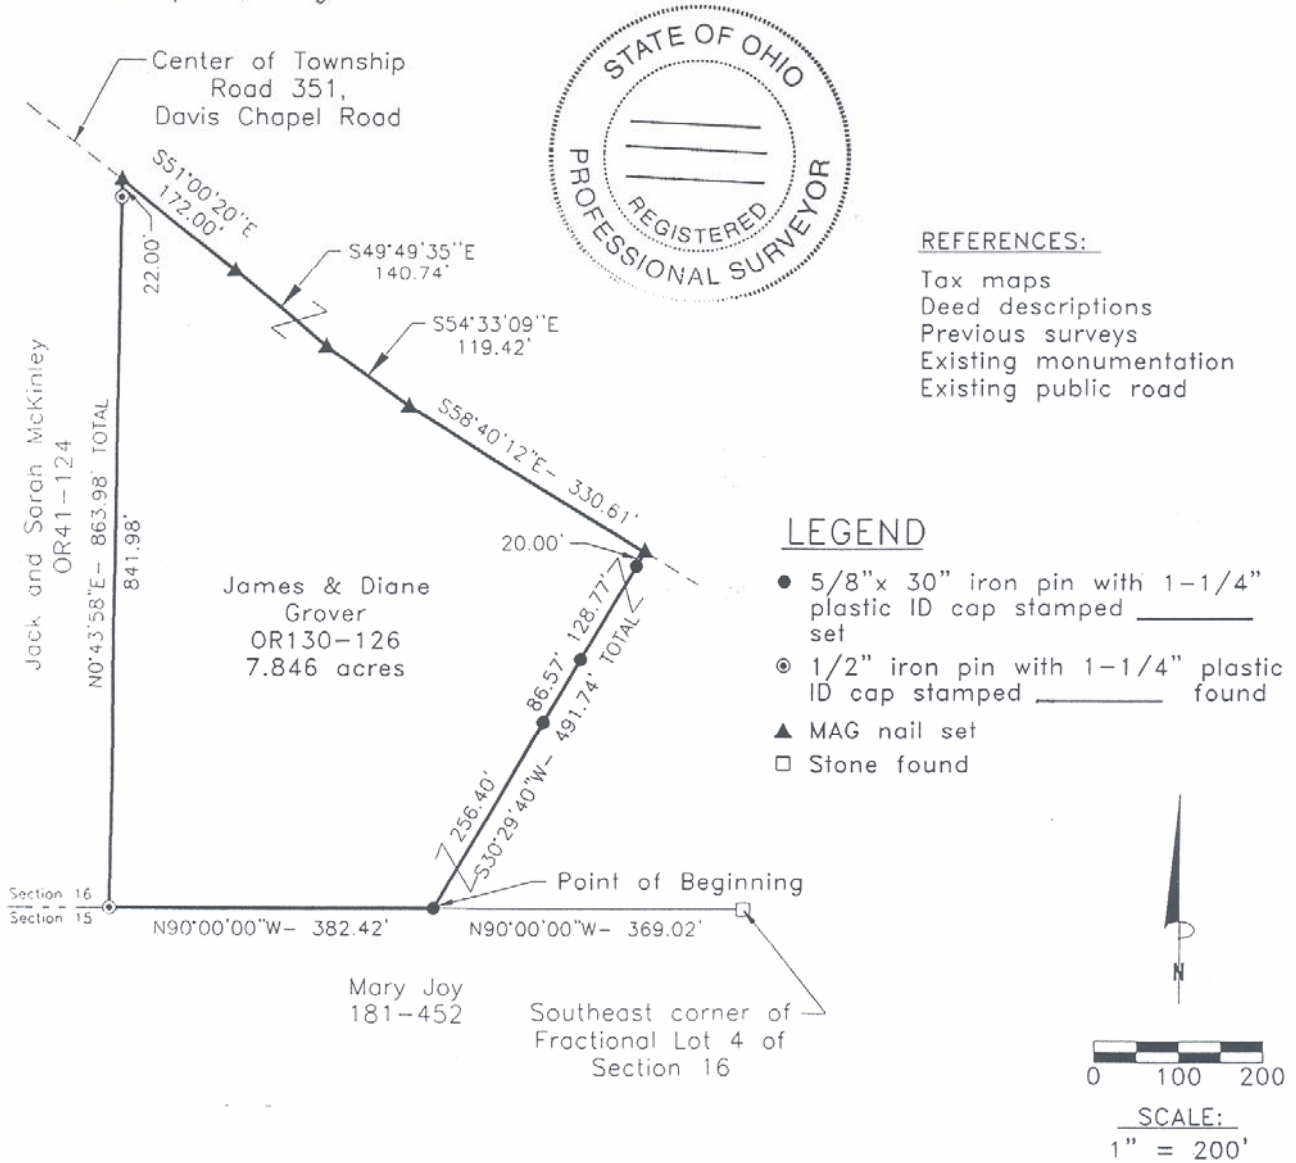 Center of Township
Road 351,
Davis Chapel Road
STATE OF OHIO
REGISTERED
PROFESSIONAL SURVEYOR
S51°00'20"E
172.00'
22.00'
S49°49'35"E
140.74'
S54°33'09"E
119.42'
S58°40'12"E- 330.61'
REFERENCES:
Tax maps
Deed descriptions
Previous surveys
Existing monumentation
Existing public road
Jack and Sarah McKinley
OR41-124
N0°43'58"E- 863.98' TOTAL
841.98'
James & Diane
Grover
OR130-126
7.846 acres
20.00'
128.77'
86.57'
256.40'
S30°29'40"W- 491.74' TOTAL
LEGEND
5/8"x 30" iron pin with 1-1/4"
plastic ID cap stamped
set
1/2" iron pin with 1-1/4" plastic
ID cap stamped found
MAG nail set
Stone found
Section 16
Section 15
Point of Beginning
N90°00'00"W- 382.42'
N90°00'00"W- 369.02'
Mary Joy
181-452
Southeast corner of
Fractional Lot 4 of
Section 16
N
0 100 200
SCALE:
1" = 200'